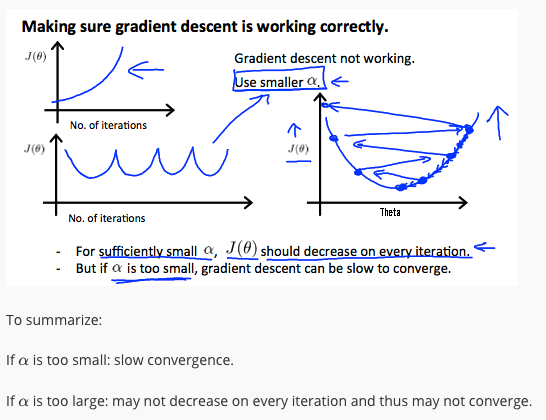 Making sure gradient descent is working correctly.
J(θ)
No. of iterations
Gradient descent not working.
Use smaller α.
J(θ)
No. of iterations
J(θ)
Theta
- For sufficiently small α, J(θ) should decrease on every iteration.
- But if α is too small, gradient descent can be slow to converge.
To summarize:
If α is too small: slow convergence.
If α is too large: may not decrease on every iteration and thus may not converge.